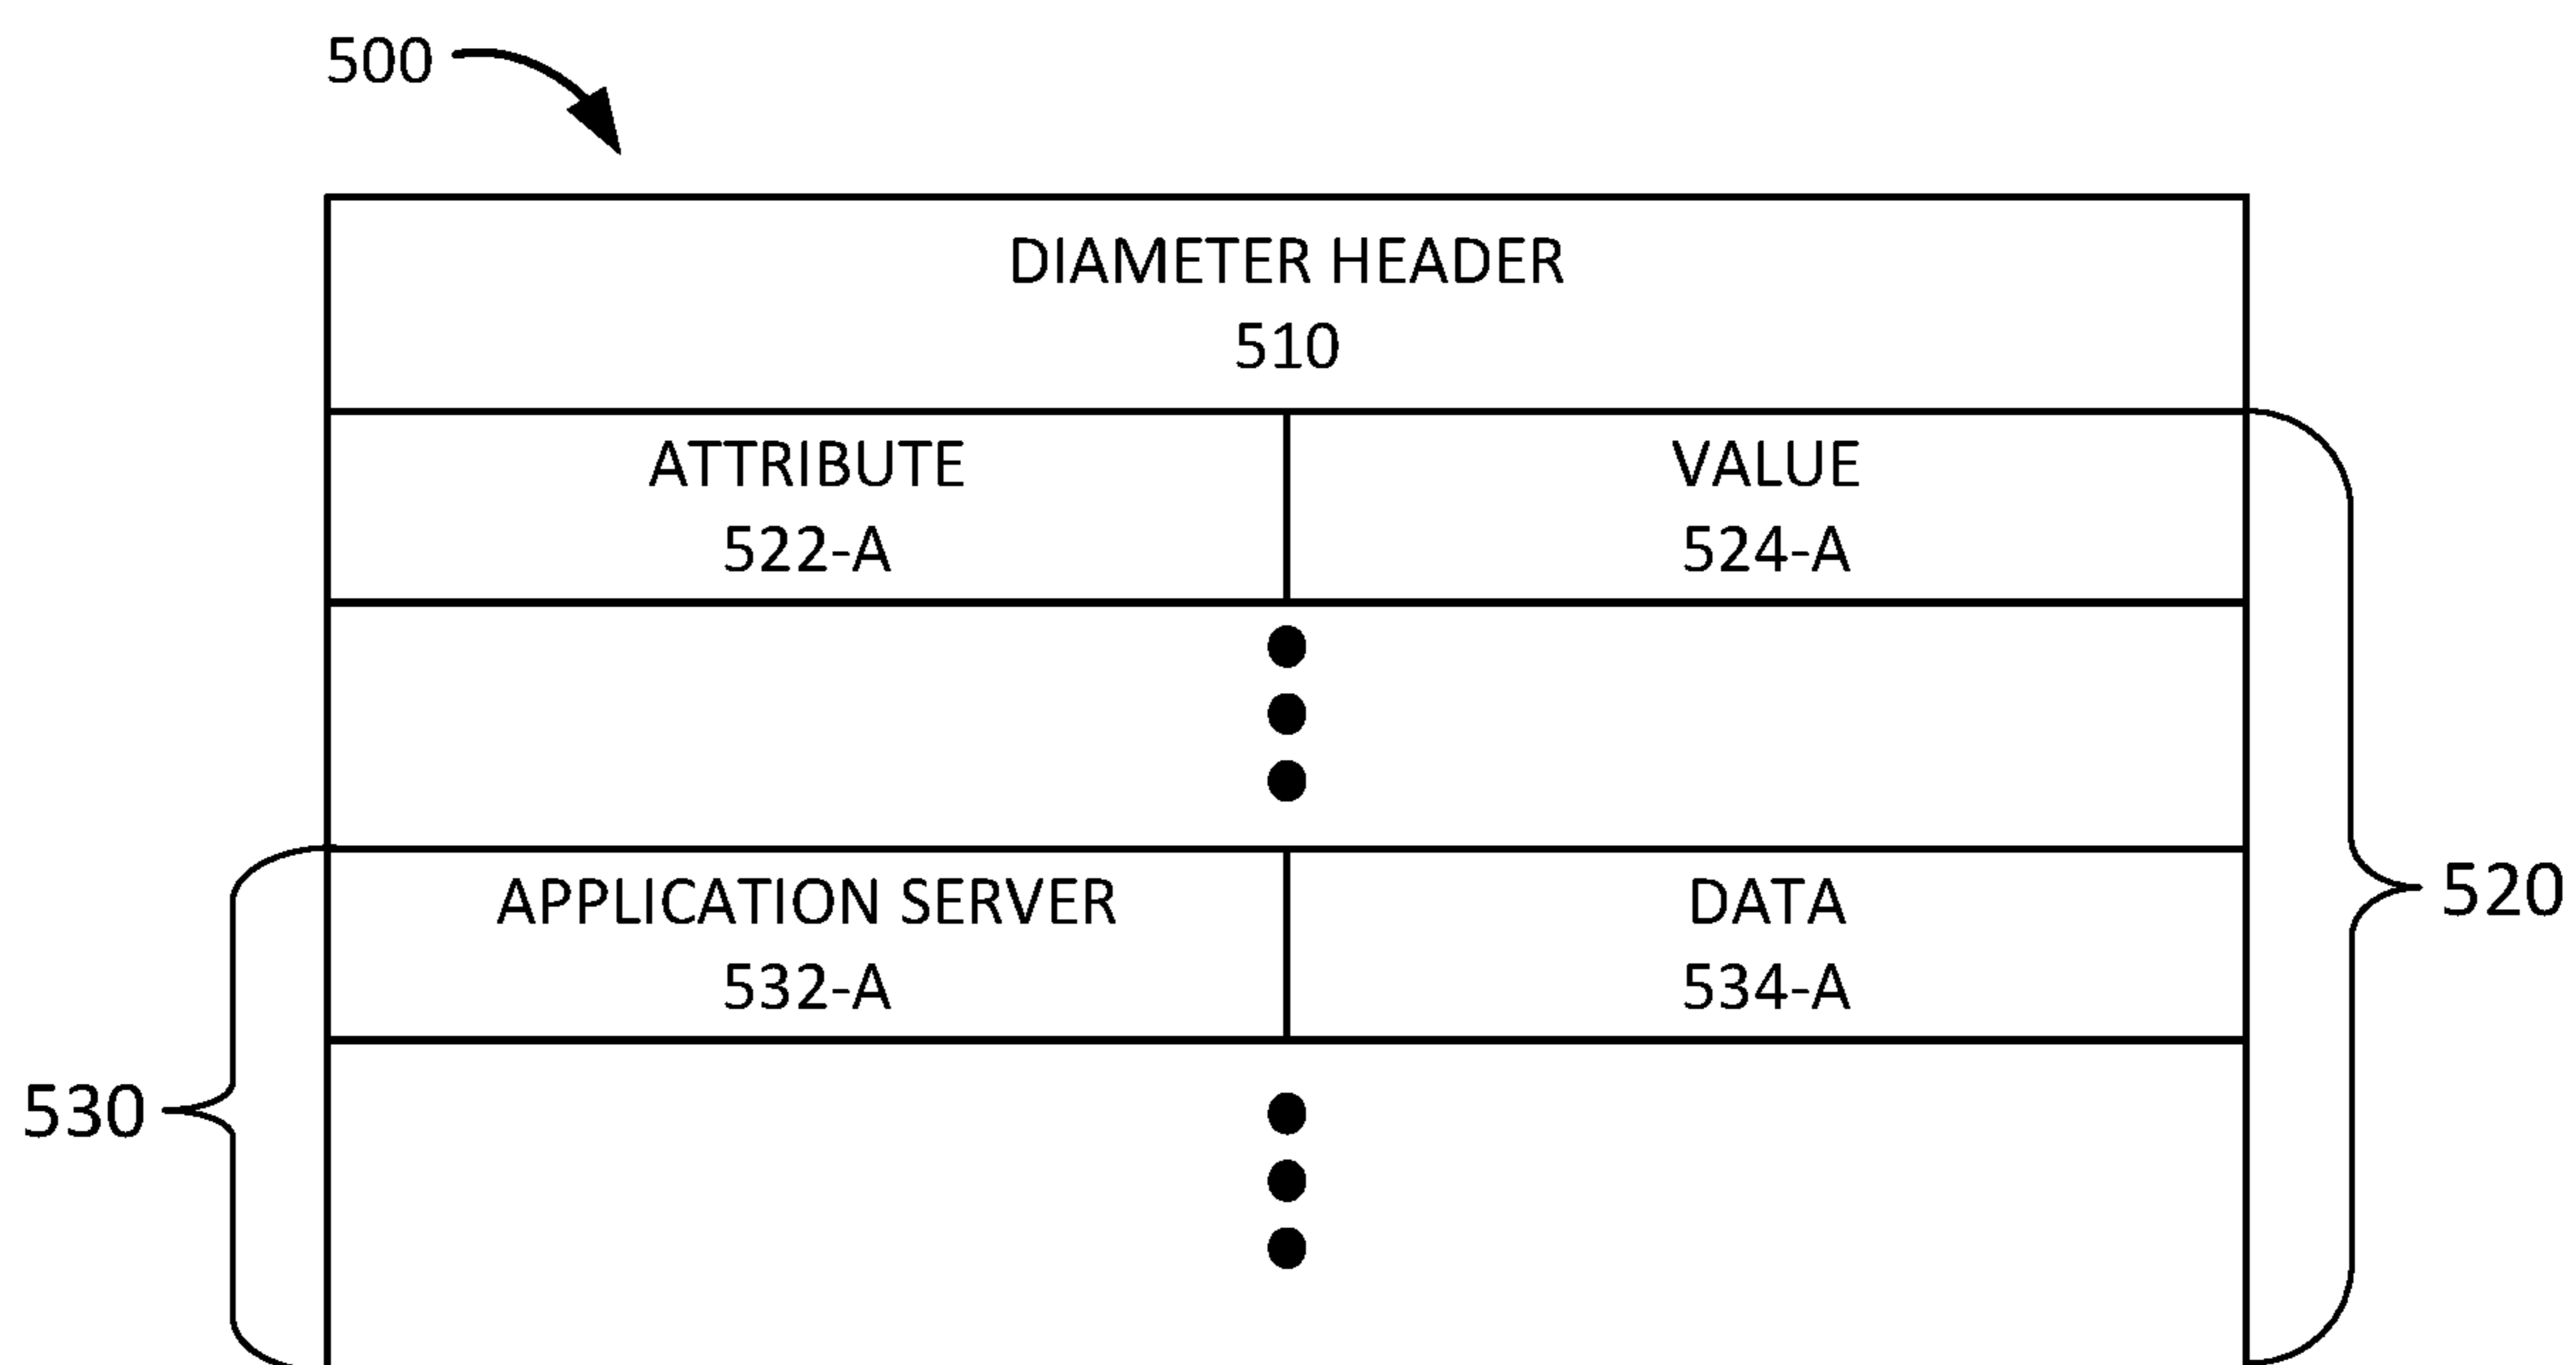 500
DIAMETER HEADER
510
ATTRIBUTE
522-A
VALUE
524-A
APPLICATION SERVER
532-A
DATA
534-A
520
530